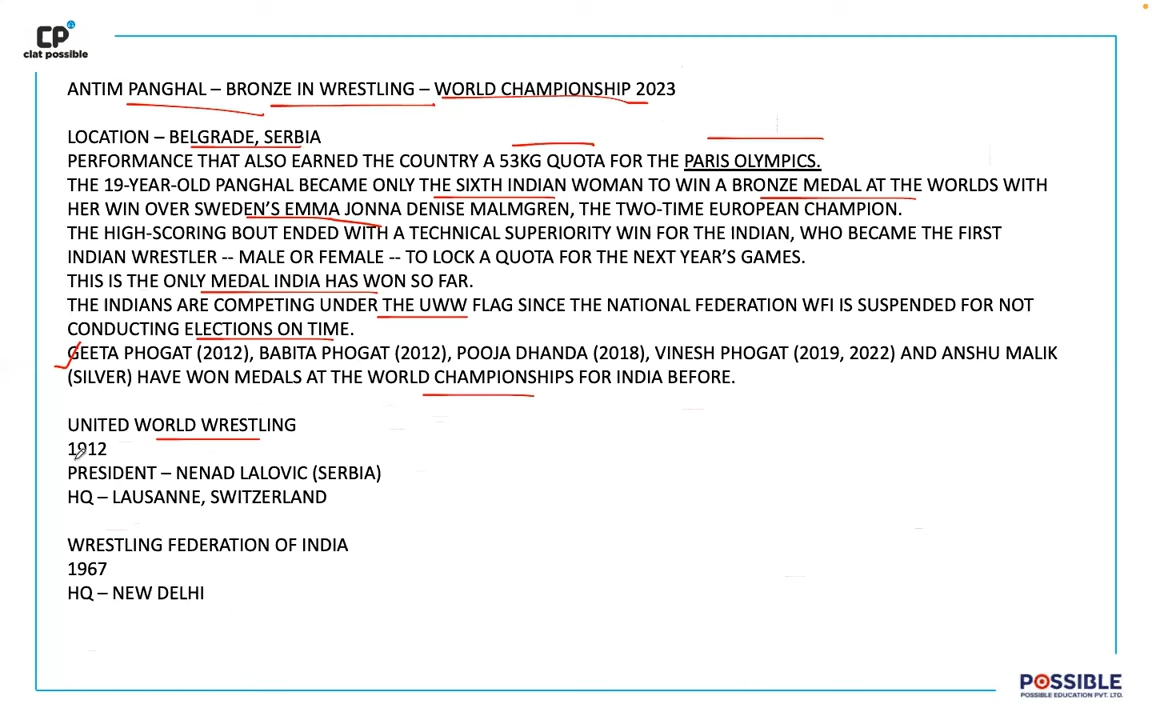 CP
clat possible
ANTIM PANGHAL – BRONZE IN WRESTLING – WORLD CHAMPIONSHIP 2023
LOCATION – BELGRADE, SERBIA
PERFORMANCE THAT ALSO EARNED THE COUNTRY A 53KG QUOTA FOR THE PARIS OLYMPICS.
THE 19-YEAR-OLD PANGHAL BECAME ONLY THE SIXTH INDIAN WOMAN TO WIN A BRONZE MEDAL AT THE WORLDS WITH
HER WIN OVER SWEDEN'S EMMA JONNA DENISE MALMGREN, THE TWO-TIME EUROPEAN CHAMPION.
THE HIGH-SCORING BOUT ENDED WITH A TECHNICAL SUPERIORITY WIN FOR THE INDIAN, WHO BECAME THE FIRST
INDIAN WRESTLER -- MALE OR FEMALE -- TO LOCK A QUOTA FOR THE NEXT YEAR'S GAMES.
THIS IS THE ONLY MEDAL INDIA HAS WON SO FAR.
THE INDIANS ARE COMPETING UNDER THE UWW FLAG SINCE THE NATIONAL FEDERATION WFI IS SUSPENDED FOR NOT
CONDUCTING ELECTIONS ON TIME.
GEETA PHOGAT (2012), BABITA PHOGAT (2012), POOJA DHANDA (2018), VINESH PHOGAT (2019, 2022) AND ANSHU MALIK
(SILVER) HAVE WON MEDALS AT THE WORLD CHAMPIONSHIPS FOR INDIA BEFORE.
UNITED WORLD WRESTLING
1912
PRESIDENT – NENAD LALOVIC (SERBIA)
HQ – LAUSANNE, SWITZERLAND
WRESTLING FEDERATION OF INDIA
1967
HQ – NEW DELHI
POSSIBLE
POSSIBLE EDUCATION PVT. LTD.